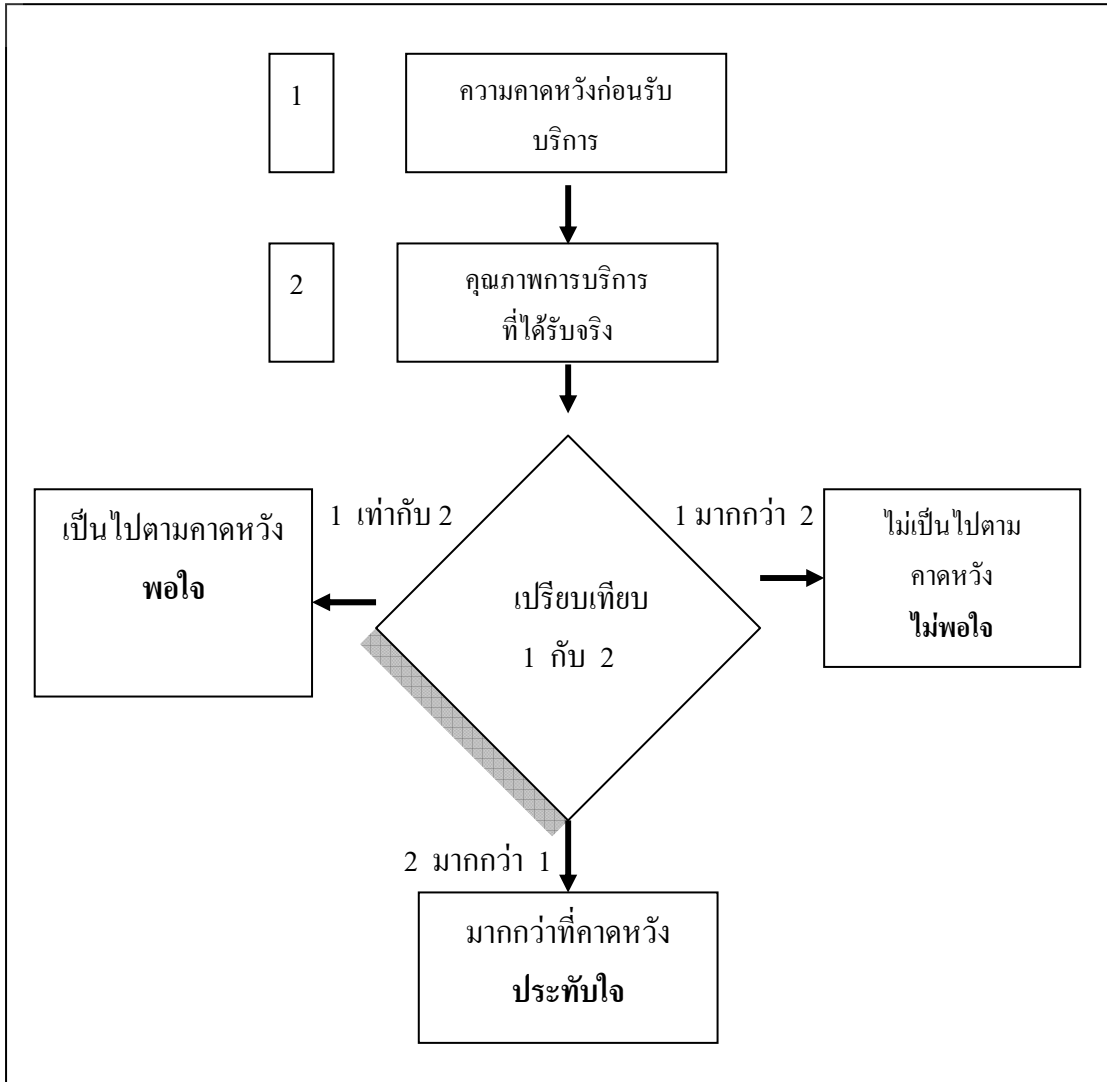 1
ความคาดหวังก่อนรับ
บริการ
2
คุณภาพการบริการ
ที่ได้รับจริง
1 เท่ากับ 2
1 มากกว่า 2
เป็นไปตามคาดหวัง
พอใจ
เปรียบเทียบ
1 กับ 2
ไม่เป็นไปตาม
คาดหวัง
ไม่พอใจ
2 มากกว่า 1
มากกว่าที่คาดหวัง
ประทับใจ